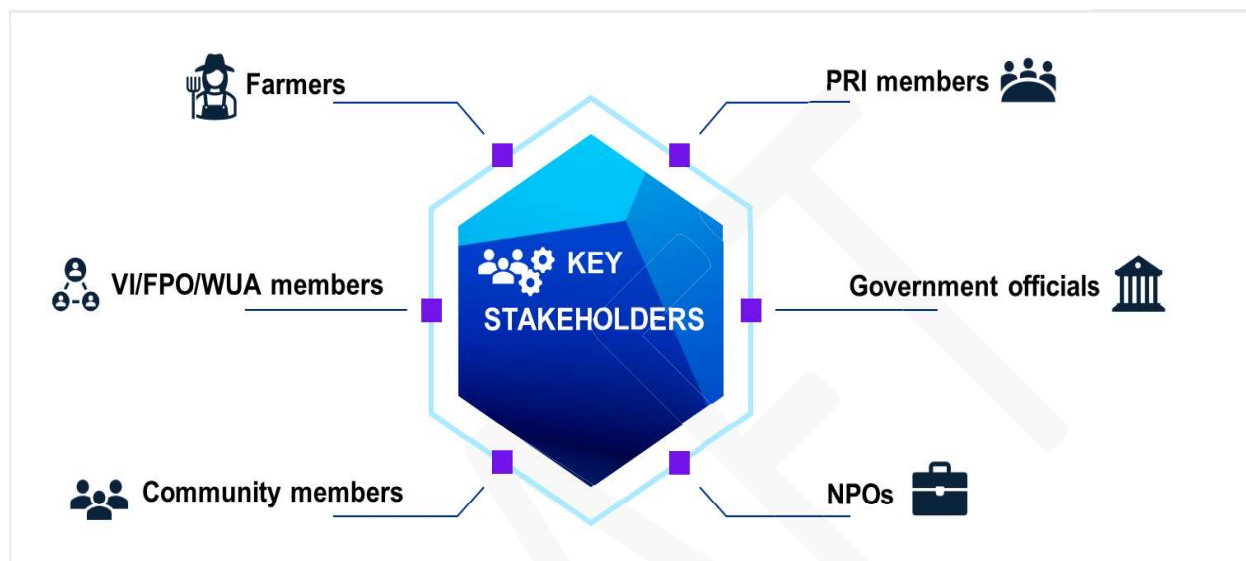 Farmers
PRI members
KEY
STAKEHOLDERS
VI/FPO/WUA members
Government officials
Community members
NPOs